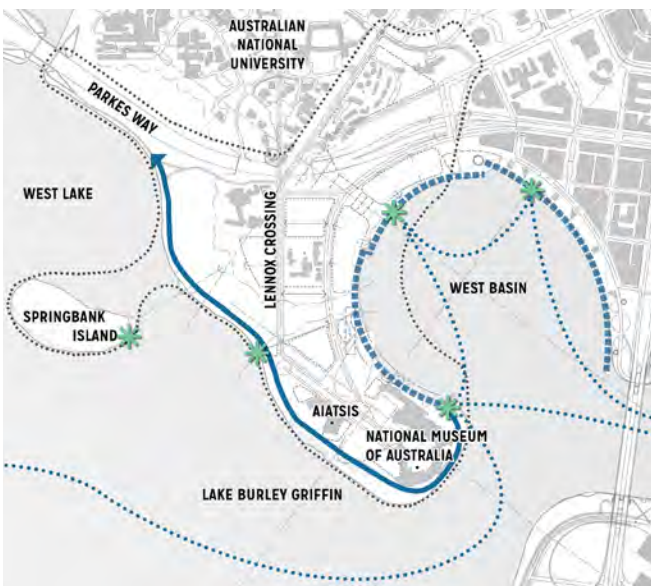 AUSTRALIAN
NATIONAL
UNIVERSITY
PARKES WAY
WEST LAKE
LENNOX CROSSING
WEST BASIN
SPRINGBANK
ISLAND
AIATSIS
NATIONAL MUSEUM
OF AUSTRALIA
LAKE BURLEY GRIFFIN